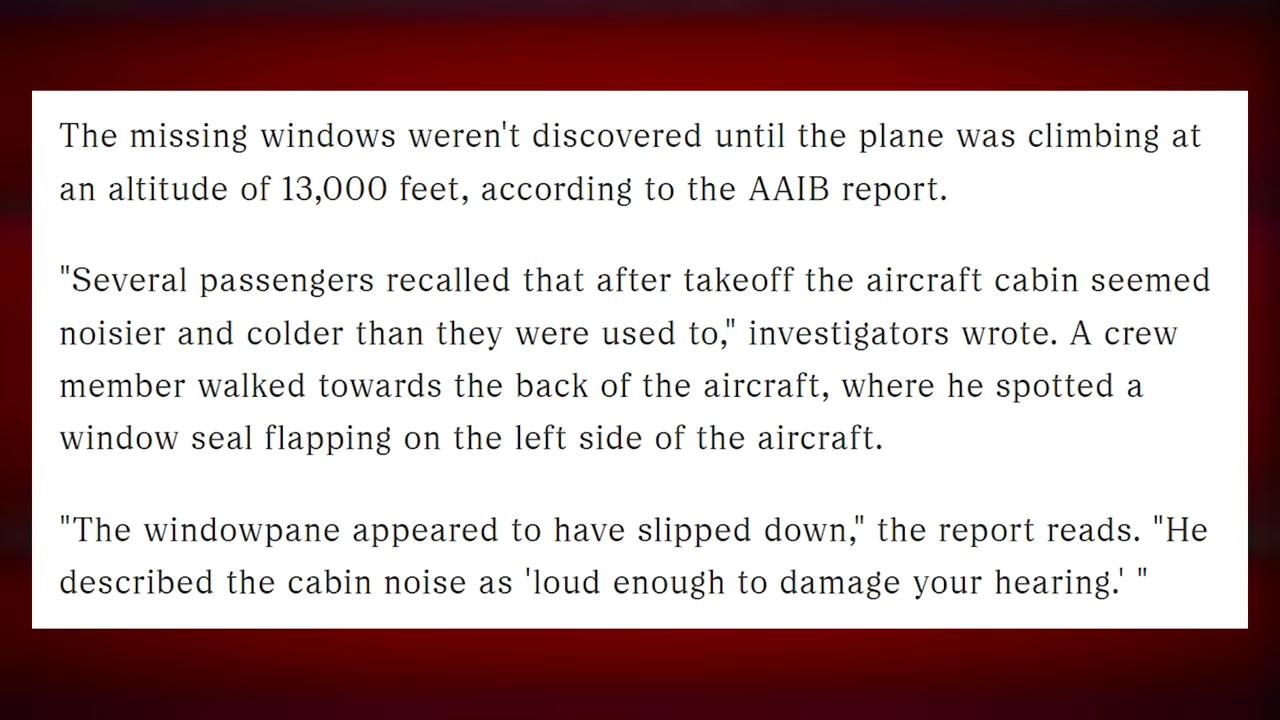 The missing windows weren't discovered until the plane was climbing at
an altitude of 13,000 feet, according to the AAIB report.
"Several passengers recalled that after takeoff the aircraft cabin seemed
noisier and colder than they were used to," investigators wrote. A crew
member walked towards the back of the aircraft, where he spotted a
window seal flapping on the left side of the aircraft.
"The windowpane appeared to have slipped down," the report reads. "He
described the cabin noise as 'loud enough to damage your hearing.' "